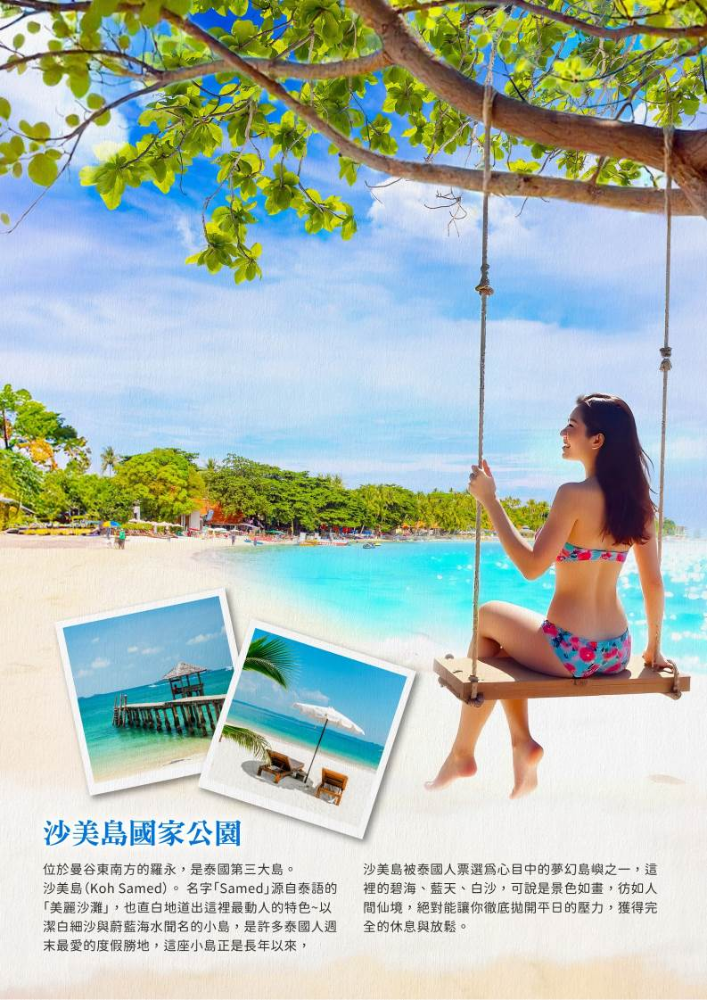 沙美島國家公園
位於曼谷東南方的羅永，是泰國第三大島。
沙美島（Koh Samed）。名字「Samed」源自泰語的
「美麗沙灘」，也直白地道出這裡最動人的特色~以
潔白細沙與蔚藍海水聞名的小島，是許多泰國人週
末最愛的度假勝地，這座小島正是長年以來，
沙美島被泰國人票選爲心目中的夢幻島嶼之一，這
裡的碧海、藍天、白沙，可說是景色如畫，彷如人
間仙境，絕對能讓你徹底拋開平日的壓力，獲得完
全的休息與放鬆。